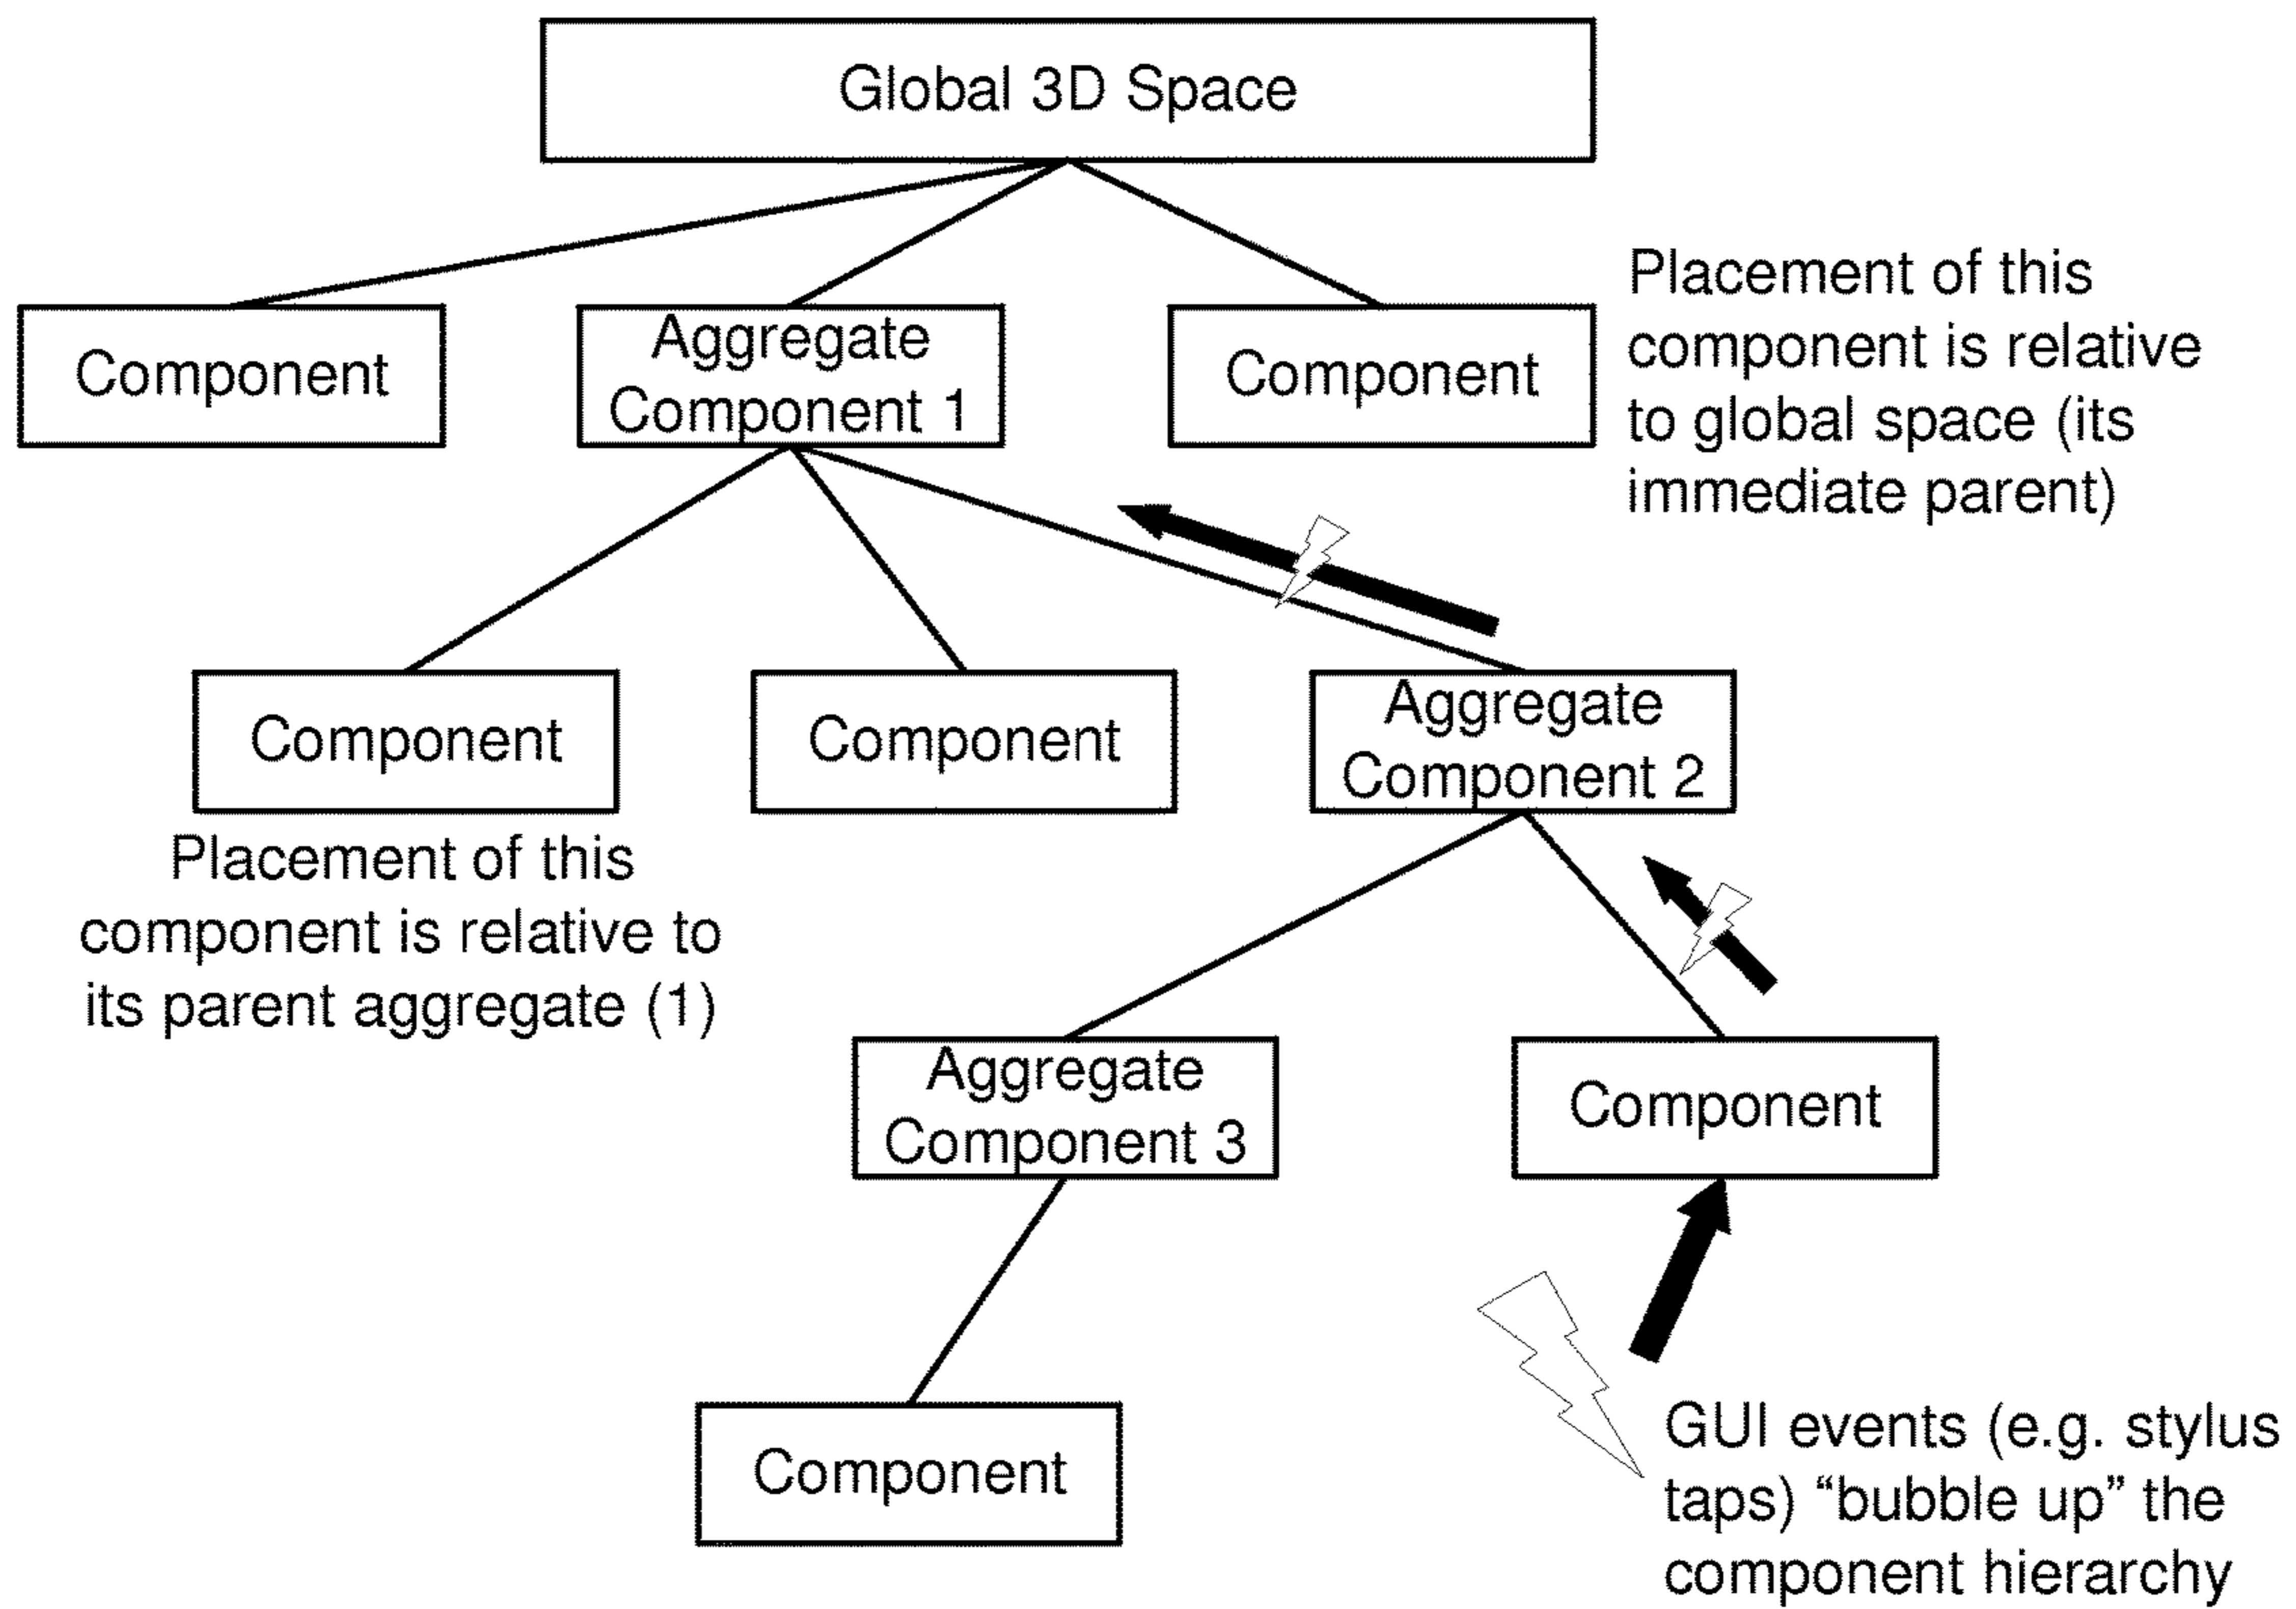 Global 3D Space
Component
Aggregate
Component 1
Component
Placement of this
component is relative
to global space (its
immediate parent)
Component
Component
Aggregate
Component 2
Placement of this
component is relative to
its parent aggregate (1)
Aggregate
Component 3
Component
Component
GUI events (e.g. stylus
taps) “bubble up” the
component hierarchy